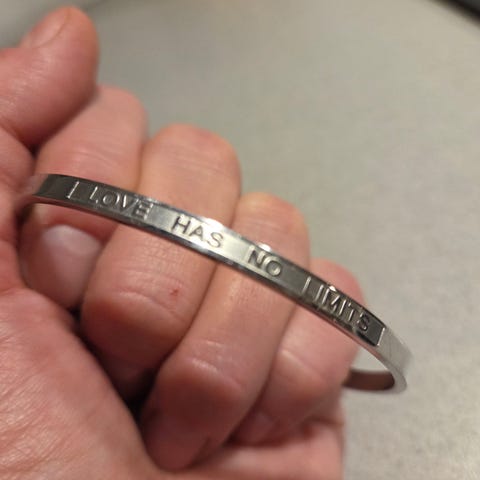 | LOVE HAS NO LIMITS |